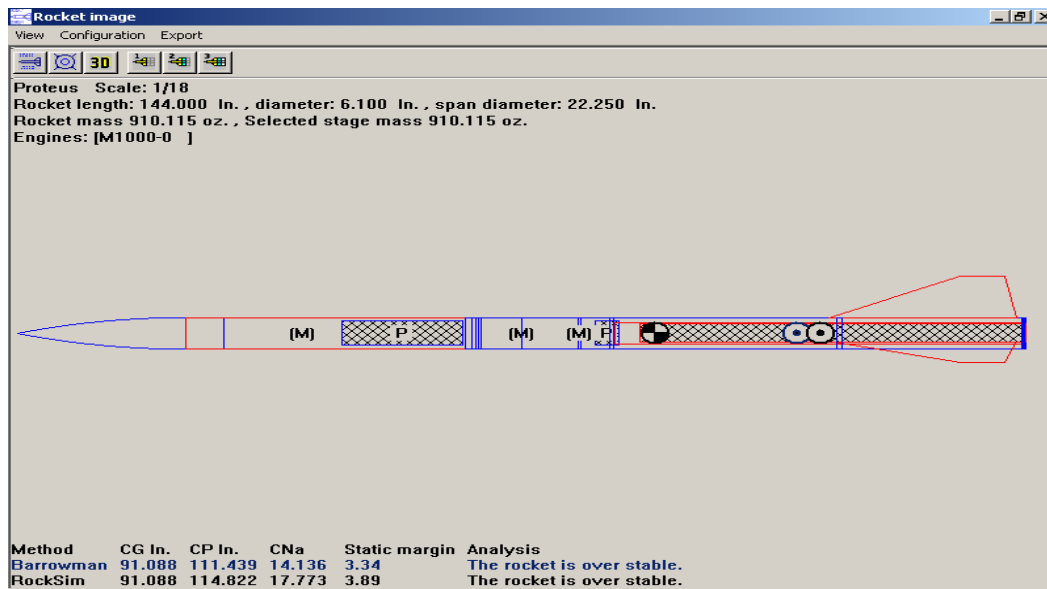 Rocket image
View Configuration Export
3D 1 2 3
Proteus Scale: 1/18
Rocket length: 144.000 In. , diameter: 6.100 In. , span diameter: 22.250 In.
Rocket mass 910.115 oz. , Selected stage mass 910.115 oz.
Engines: [M1000-0 ]
(M) P (M) (M) P
Method CG In. CP In. CNa Static margin Analysis
Barrowman 91.088 111.439 14.136 3.34 The rocket is over stable.
RockSim 91.088 114.822 17.773 3.89 The rocket is over stable.